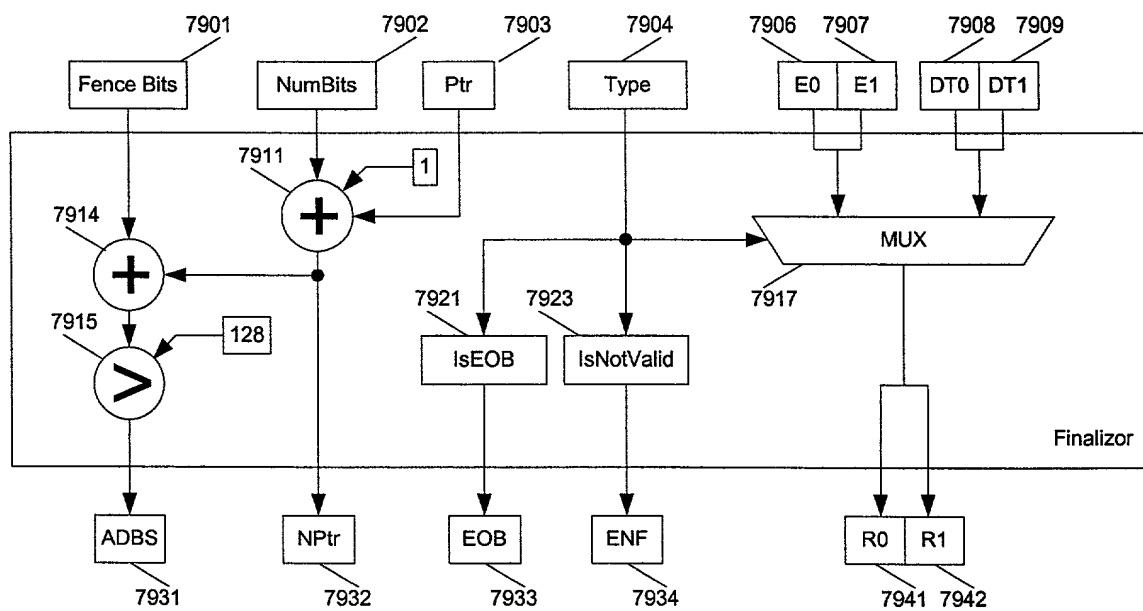 7901
7902
7903
7904
7906
7907
7908
7909
Fence Bits
NumBits
Ptr
Type
E0
E1
DT0
DT1
7911
1
+
7914
+
MUX
7917
7921
7923
7915
128
>
IsEOB
IsNotValid
Finalizor
ADBS
NPtr
EOB
ENF
R0
R1
7931
7932
7933
7934
7941
7942